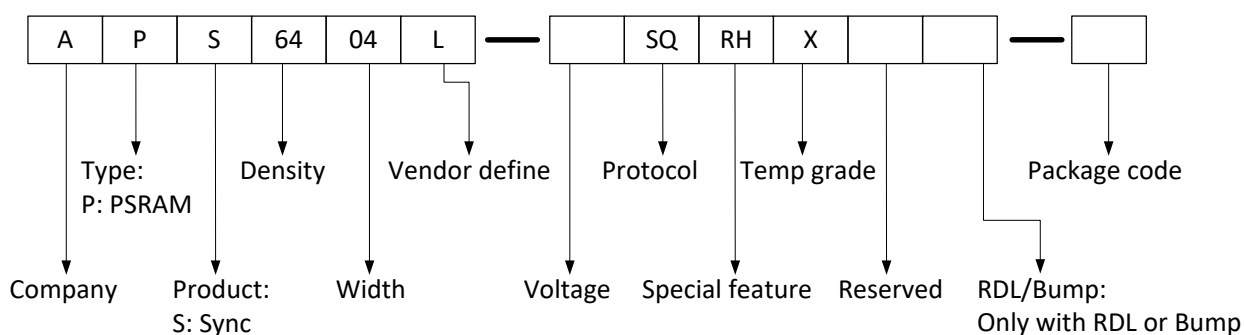 A P S 64 04 L SQ RH X
Type:
P: PSRAM
Density
Vendor define
Protocol
Temp grade
Package code
Company
Product:
S: Sync
Width
Voltage
Special feature
Reserved
RDL/Bump:
Only with RDL or Bump